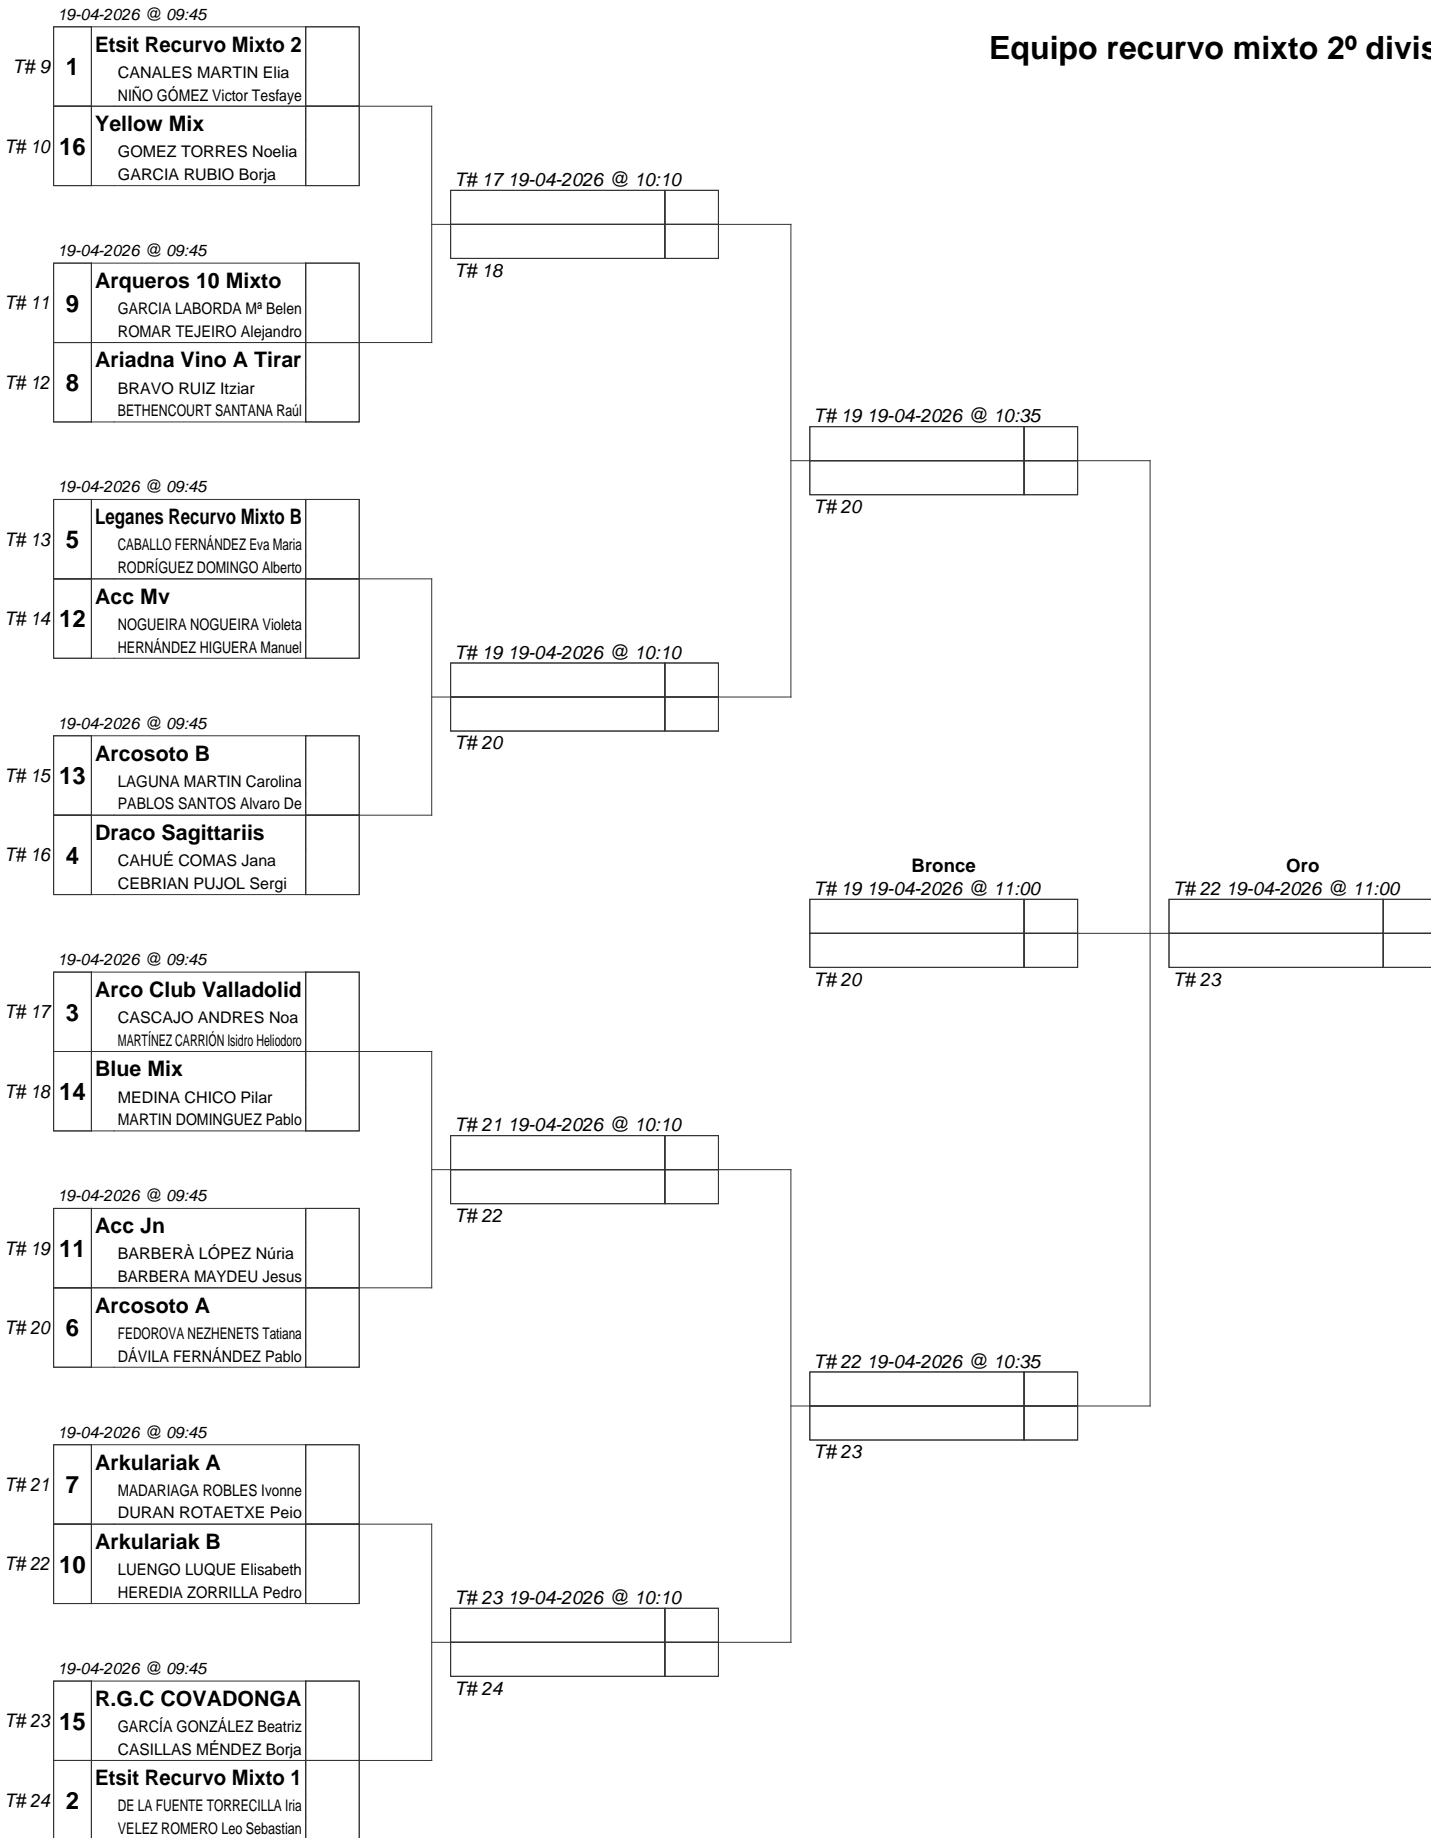 19-04-2026 @ 09:45
Equipo recurvo mixto 2º divis
T# 9 1 Etsit Recurvo Mixto 2
CANALES MARTIN Elia
NIÑO GÓMEZ Victor Tesfaye
T# 10 16 Yellow Mix
GOMEZ TORRES Noelia
GARCIA RUBIO Borja
T# 17 19-04-2026 @ 10:10
T# 18
19-04-2026 @ 09:45
T# 11 9 Arqueros 10 Mixto
GARCIA LABORDA Mª Belen
ROMAR TEJEIRO Alejandro
T# 12 8 Ariadna Vino A Tirar
BRAVO RUIZ Itziar
BETHENCOURT SANTANA Raúl
T# 19 19-04-2026 @ 10:35
T# 20
19-04-2026 @ 09:45
T# 13 5 Leganes Recurvo Mixto B
CABALLO FERNÁNDEZ Eva Maria
RODRÍGUEZ DOMINGO Alberto
T# 14 12 Acc Mv
NOGUEIRA NOGUEIRA Violeta
HERNÁNDEZ HIGUERA Manuel
T# 19 19-04-2026 @ 10:10
T# 20
19-04-2026 @ 09:45
T# 15 13 Arcosoto B
LAGUNA MARTIN Carolina
PABLOS SANTOS Alvaro De
T# 16 4 Draco Sagittariis
CAHUÉ COMAS Jana
CEBRIAN PUJOL Sergi
Bronce
T# 19 19-04-2026 @ 11:00
T# 20
Oro
T# 22 19-04-2026 @ 11:00
T# 23
19-04-2026 @ 09:45
T# 17 3 Arco Club Valladolid
CASCAJO ANDRES Noa
MARTÍNEZ CARRIÓN Isidro Heliodoro
T# 18 14 Blue Mix
MEDINA CHICO Pilar
MARTIN DOMINGUEZ Pablo
T# 21 19-04-2026 @ 10:10
T# 22
19-04-2026 @ 09:45
T# 19 11 Acc Jn
BARBERÀ LÓPEZ Núria
BARBERA MAYDEU Jesus
T# 20 6 Arcosoto A
FEDOROVA NEZHENETS Tatiana
DÁVILA FERNÁNDEZ Pablo
T# 22 19-04-2026 @ 10:35
T# 23
19-04-2026 @ 09:45
T# 21 7 Arkulariak A
MADARIAGA ROBLES Ivonne
DURAN ROTAETXE Peio
T# 22 10 Arkulariak B
LUENGO LUQUE Elisabeth
HEREDIA ZORRILLA Pedro
T# 23 19-04-2026 @ 10:10
T# 24
19-04-2026 @ 09:45
T# 23 15 R.G.C COVADONGA
GARCÍA GONZÁLEZ Beatriz
CASILLAS MÉNDEZ Borja
T# 24 2 Etsit Recurvo Mixto 1
DE LA FUENTE TORRECILLA Iria
VELEZ ROMERO Leo Sebastian